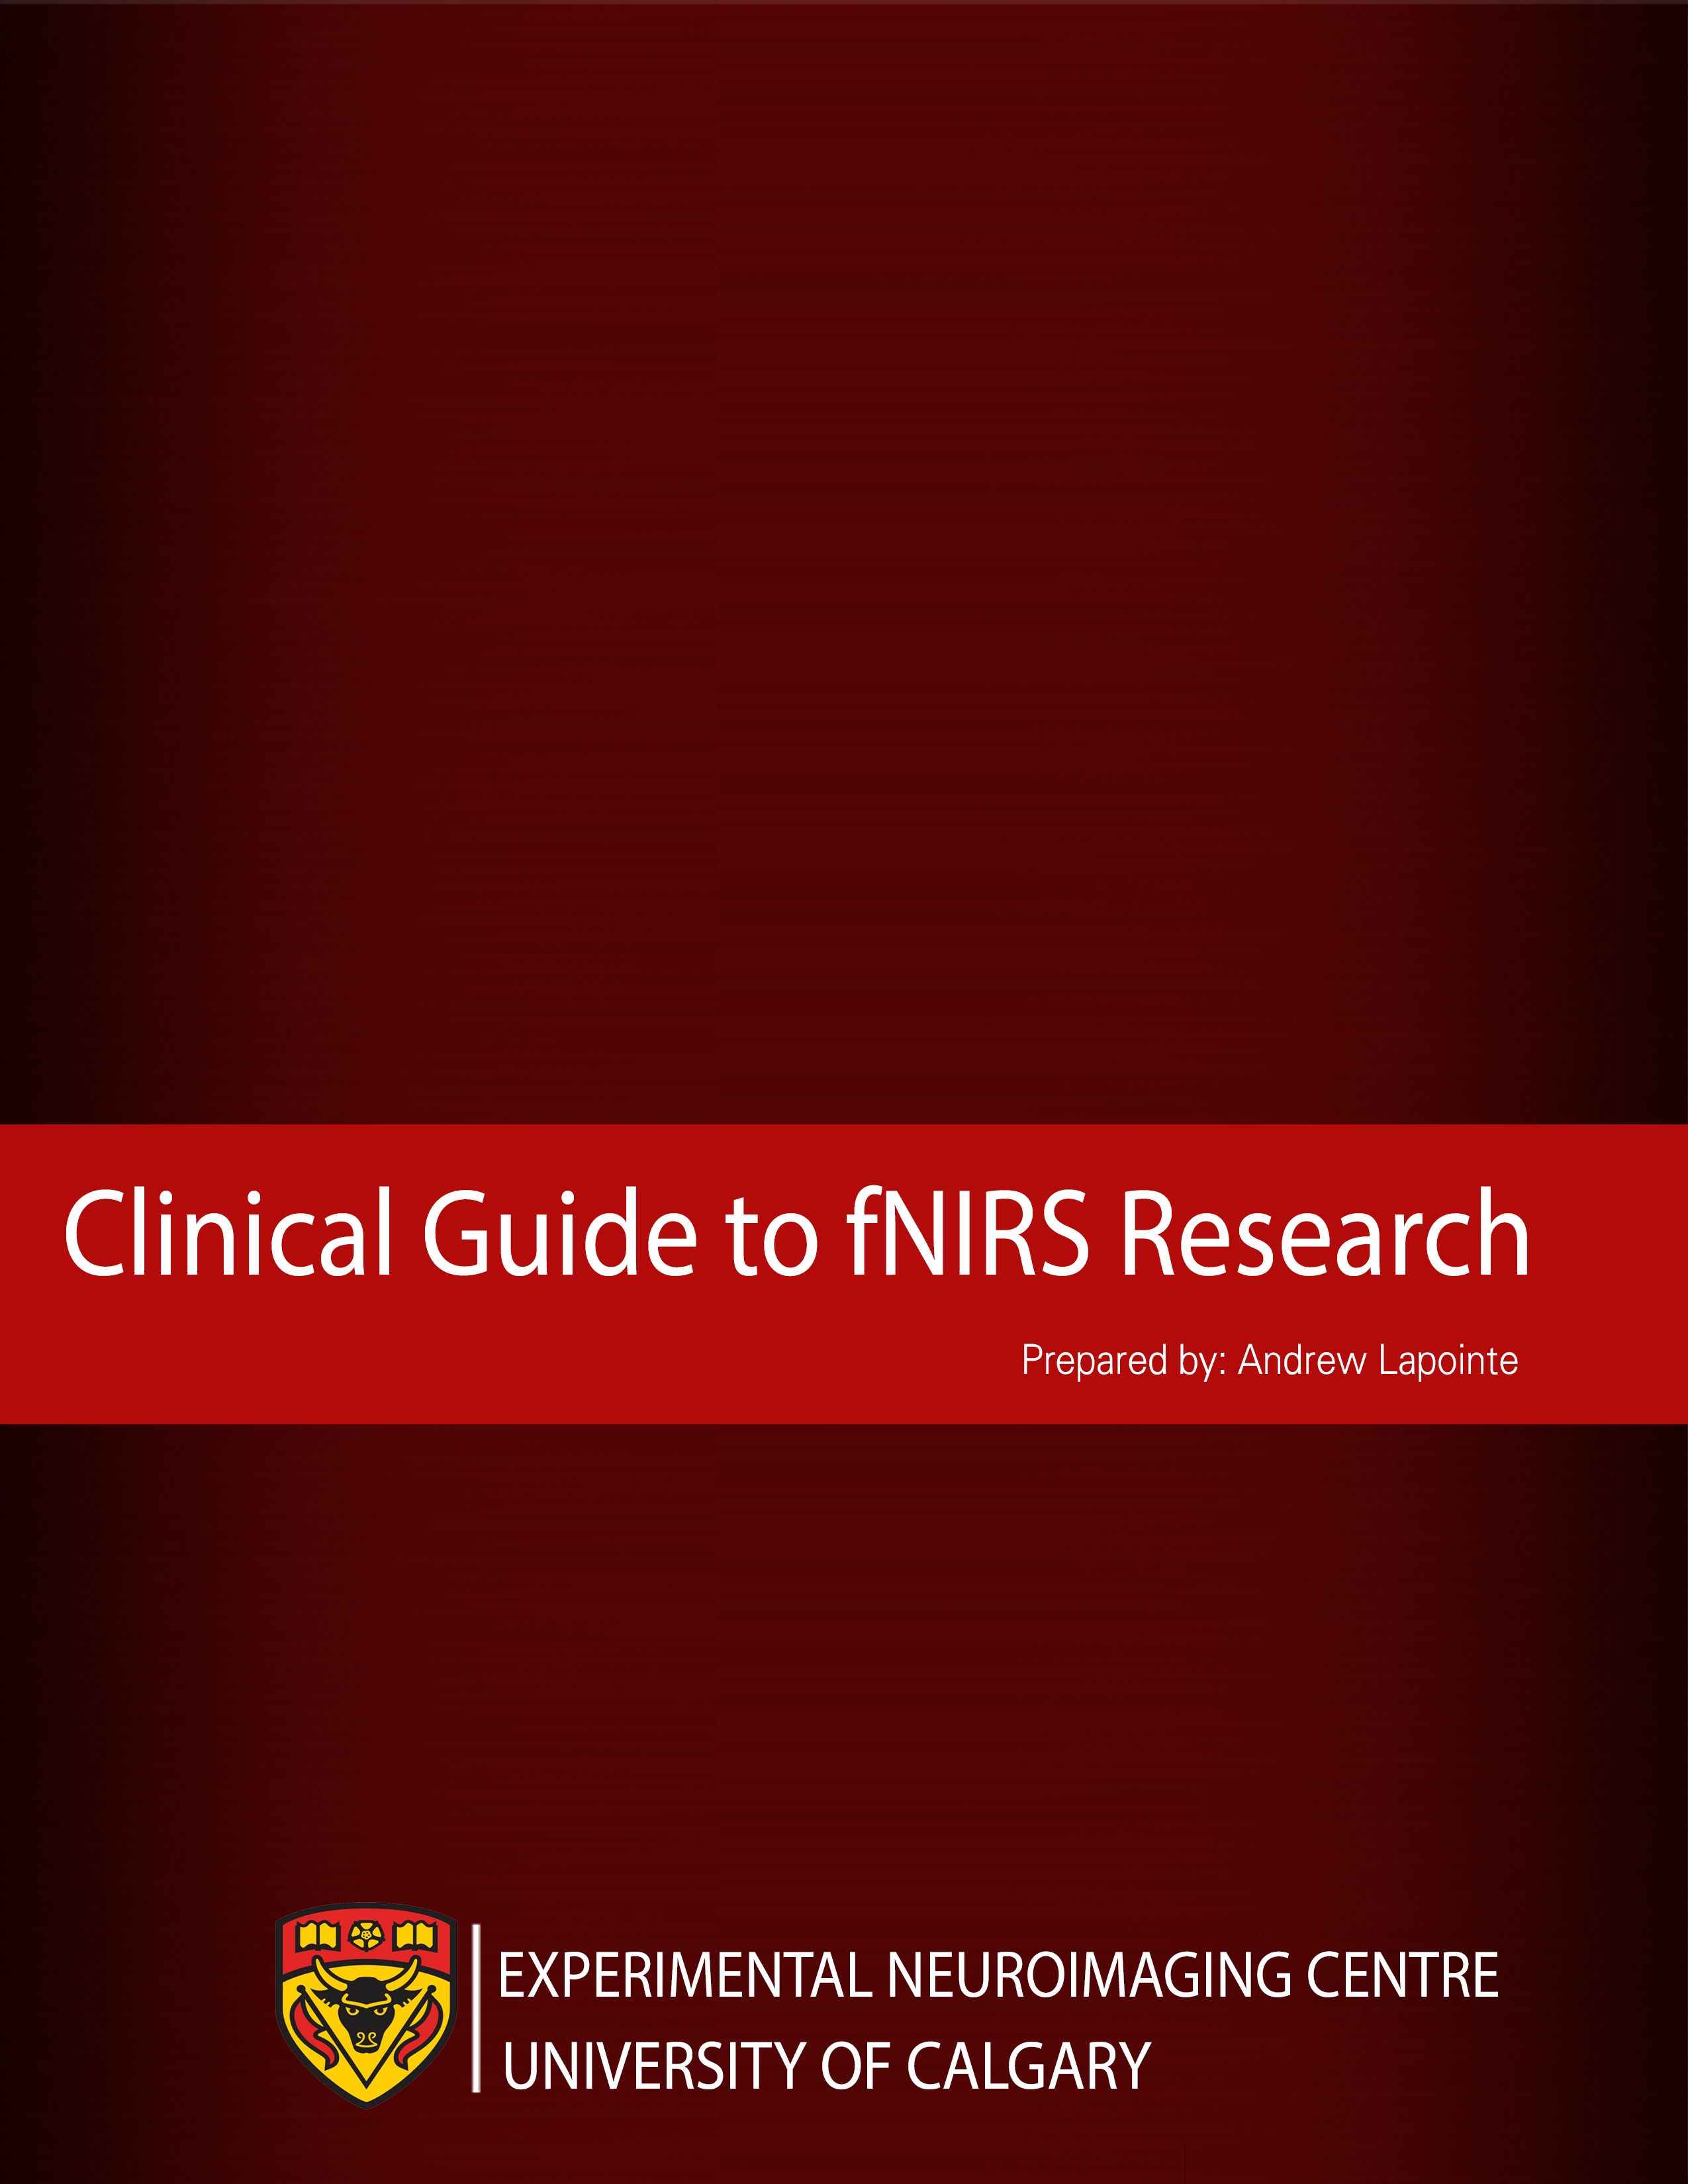 Clinical Guide to fNIRS Research
Prepared by: Andrew Lapointe
EXPERIMENTAL NEUROIMAGING CENTRE
UNIVERSITY OF CALGARY